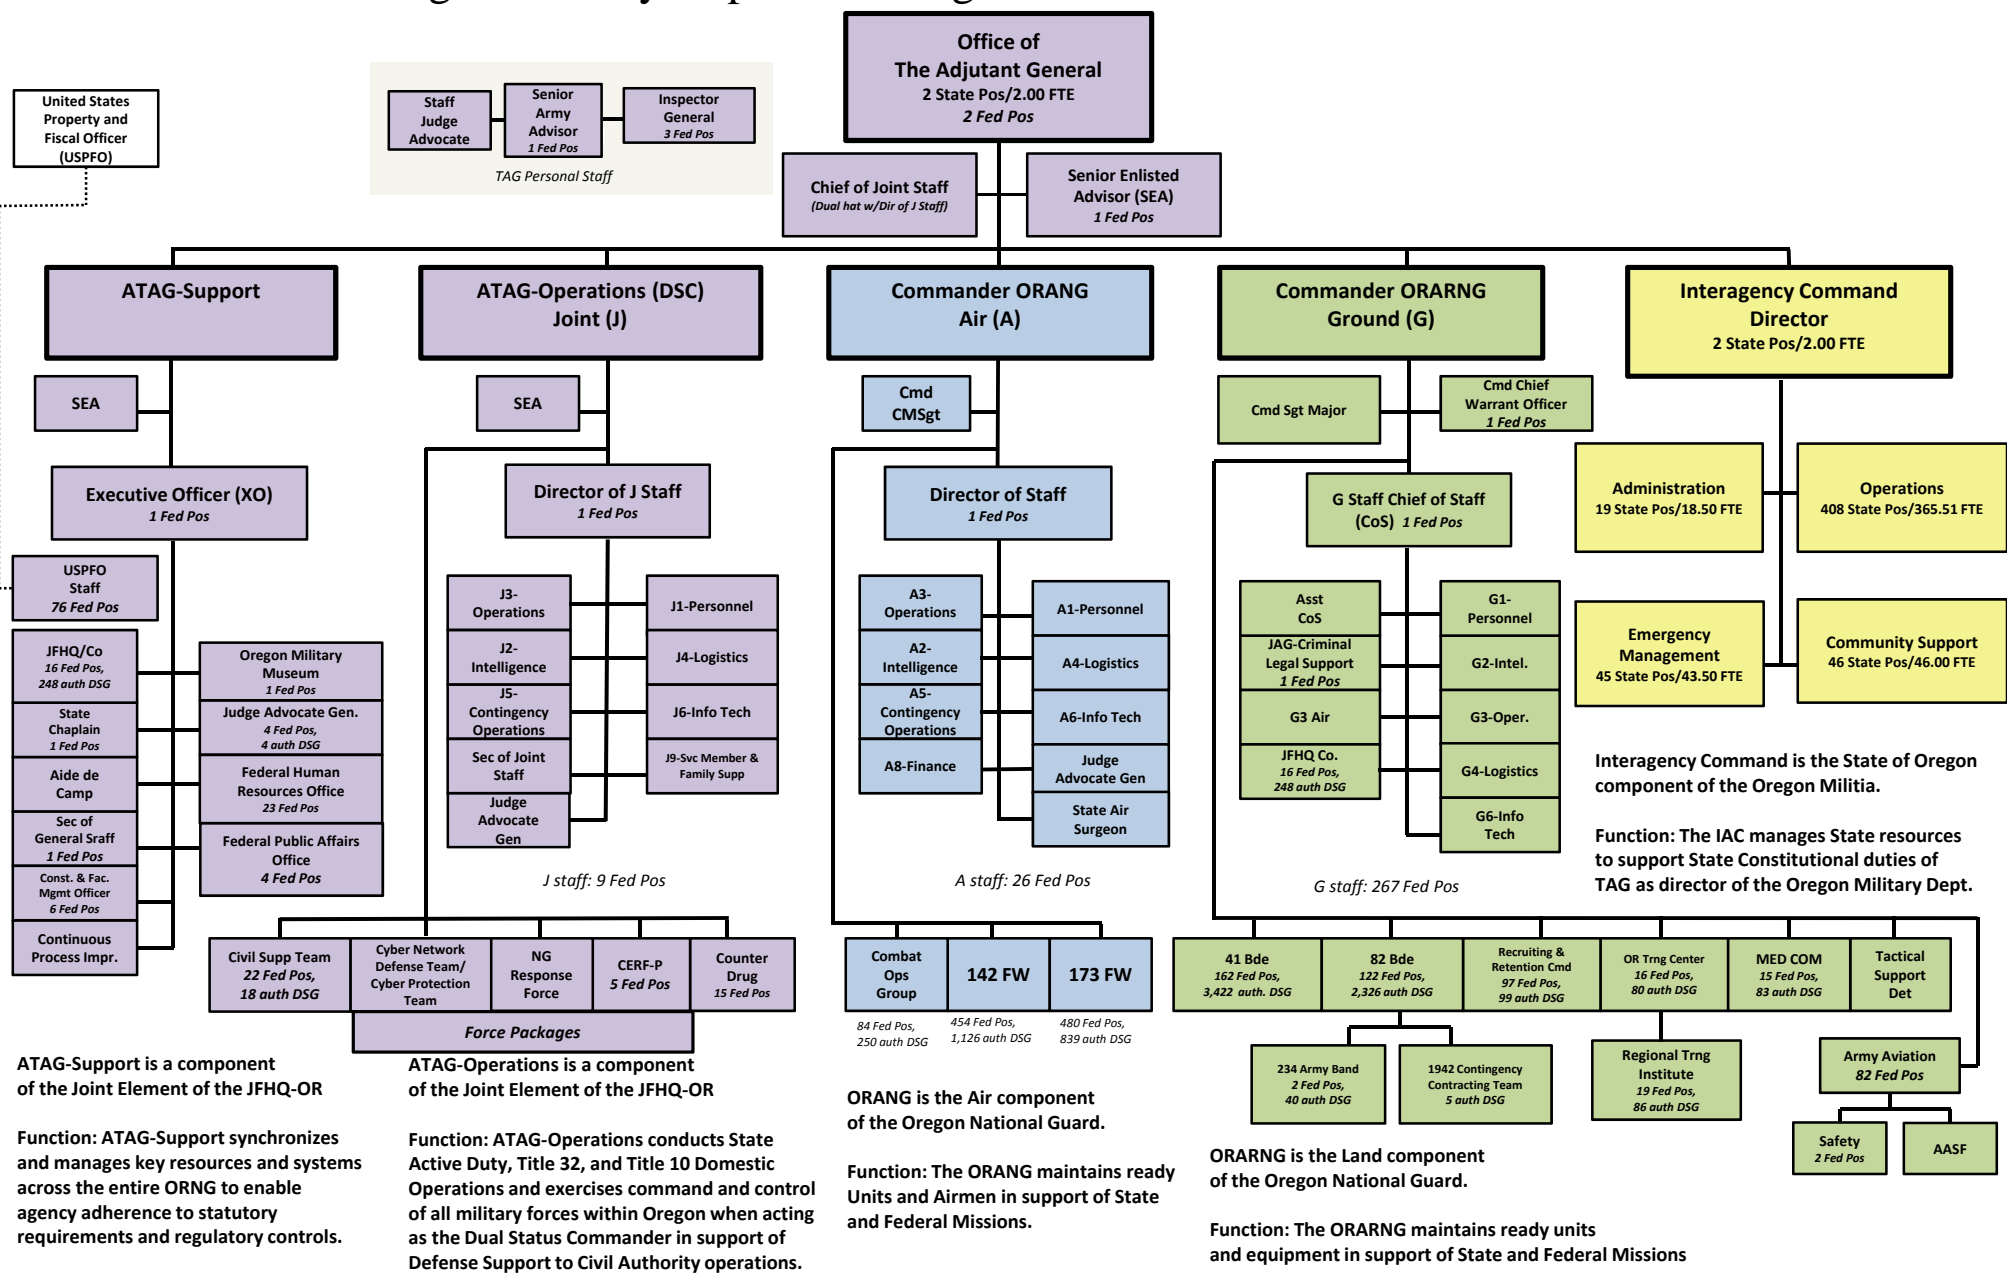 Office of
The Adjutant General
2 State Pos/2.00 FTE
2 Fed Pos
United States
Property and
Fiscal Officer
(USPFO)
Staff
Judge
Advocate
Senior
Army
Advisor
1 Fed Pos
Inspector
General
3 Fed Pos
TAG Personal Staff
Chief of Joint Staff
(Dual hat w/Dir of J Staff)
Senior Enlisted
Advisor (SEA)
1 Fed Pos
ATAG-Support
ATAG-Operations (DSC)
Joint (J)
Commander ORANG
Air (A)
Commander ORARNG
Ground (G)
Interagency Command
Director
2 State Pos/2.00 FTE
SEA
SEA
Cmd
CMSgt
Cmd Sgt Major
Cmd Chief
Warrant Officer
1 Fed Pos
Executive Officer (XO)
1 Fed Pos
Director of J Staff
1 Fed Pos
Director of Staff
1 Fed Pos
G Staff Chief of Staff
(CoS) 1 Fed Pos
Administration
19 State Pos/18.50 FTE
Operations
408 State Pos/365.51 FTE
Emergency
Management
45 State Pos/43.50 FTE
Community Support
46 State Pos/46.00 FTE
USPFO
Staff
76 Fed Pos
JFHQ/Co
16 Fed Pos,
248 auth DSG
State
Chaplain
1 Fed Pos
Aide de
Camp
Sec of
General Sraff
1 Fed Pos
Const. & Fac.
Mgmt Officer
6 Fed Pos
Continuous
Process Impr.
Oregon Military
Museum
1 Fed Pos
Judge Advocate Gen.
4 Fed Pos,
4 auth DSG
Federal Human
Resources Office
23 Fed Pos
Federal Public Affairs
Office
4 Fed Pos
J3-
Operations
J2-
Intelligence
J5-
Contingency
Operations
Sec of Joint
Staff
Judge
Advocate
Gen
J1-Personnel
J4-Logistics
J6-Info Tech
J9-Svc Member &
Family Supp
J staff: 9 Fed Pos
A3-
Operations
A2-
Intelligence
A5-
Contingency
Operations
A8-Finance
A1-Personnel
A4-Logistics
A6-Info Tech
Judge
Advocate Gen
State Air
Surgeon
A staff: 26 Fed Pos
Asst
CoS
JAG-Criminal
Legal Support
1 Fed Pos
G3 Air
JFHQ Co.
16 Fed Pos,
248 auth DSG
G1-
Personnel
G2-Intel.
G3-Oper.
G4-Logistics
G6-Info
Tech
G staff: 267 Fed Pos
Interagency Command is the State of Oregon
component of the Oregon Militia.
Function: The IAC manages State resources
to support State Constitutional duties of
TAG as director of the Oregon Military Dept.
Civil Supp Team
22 Fed Pos,
18 auth DSG
Cyber Network
Defense Team/
Cyber Protection
Team
NG
Response
Force
CERF-P
5 Fed Pos
Counter
Drug
15 Fed Pos
Force Packages
Combat
Ops
Group
142 FW
173 FW
84 Fed Pos,
250 auth DSG
454 Fed Pos,
1,126 auth DSG
480 Fed Pos,
839 auth DSG
41 Bde
162 Fed Pos,
3,422 auth. DSG
82 Bde
122 Fed Pos,
2,326 auth DSG
Recruiting &
Retention Cmd
97 Fed Pos,
99 auth DSG
OR Trng Center
16 Fed Pos,
80 auth DSG
MED COM
15 Fed Pos,
83 auth DSG
Tactical
Support
Det
234 Army Band
2 Fed Pos,
40 auth DSG
1942 Contingency
Contracting Team
5 auth DSG
Regional Trng
Institute
19 Fed Pos,
86 auth DSG
Army Aviation
82 Fed Pos
Safety
2 Fed Pos
AASF
ATAG-Support is a component
of the Joint Element of the JFHQ-OR
Function: ATAG-Support synchronizes
and manages key resources and systems
across the entire ORNG to enable
agency adherence to statutory
requirements and regulatory controls.
ATAG-Operations is a component
of the Joint Element of the JFHQ-OR
Function: ATAG-Operations conducts State
Active Duty, Title 32, and Title 10 Domestic
Operations and exercises command and control
of all military forces within Oregon when acting
as the Dual Status Commander in support of
Defense Support to Civil Authority operations.
ORANG is the Air component
of the Oregon National Guard.
Function: The ORANG maintains ready
Units and Airmen in support of State
and Federal Missions.
ORARNG is the Land component
of the Oregon National Guard.
Function: The ORARNG maintains ready units
and equipment in support of State and Federal Missions